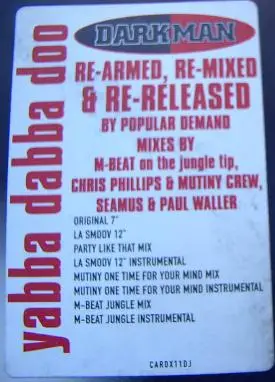 yabba dabba doo
DARKMAN
RE-ARMED, RE-MIXED
& RE-RELEASED
BY POPULAR DEMAND
MIXES BY
M-BEAT on the jungle tip,
CHRIS PHILLIPS & MUTINY CREW,
SEAMUS & PAUL WALLER
ORIGINAL 7"
LA SMOOV 12"
PARTY LIKE THAT MIX
LA SMOOV 12" INSTRUMENTAL
MUTINY ONE TIME FOR YOUR MIND MIX
MUTINY ONE TIME FOR YOUR MIND INSTRUMENTAL
M-BEAT JUNGLE MIX
M-BEAT JUNGLE INSTRUMENTAL
CARDX11DJ